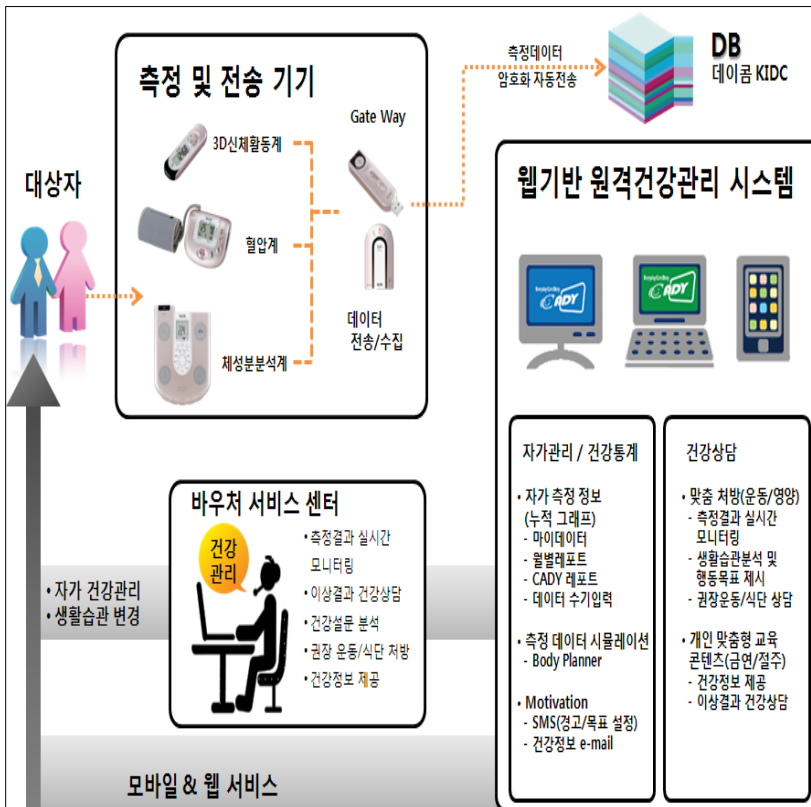 측정 및 전송 기기
3D신체활동계
Gate Way
혈압계
체성분분석계
데이터
전송/수집
대상자
측정데이터
암호화 자동전송
DB
데이콤 KIDC
웹기반 원격건강관리 시스템
CADY
CADY
자가관리 / 건강통계
• 자가 측정 정보
(누적 그래프)
- 마이데이터
- 월별레포트
- CADY 레포트
- 데이터 수기입력
• 측정 데이터 시뮬레이션
- Body Planner
• Motivation
- SMS(경고/목표 설정)
- 건강정보 e-mail
건강상담
• 맞춤 처방(운동/영양)
- 측정결과 실시간
모니터링
- 생활습관분석 및
행동목표 제시
- 권장운동/식단 상담
• 개인 맞춤형 교육
콘텐츠(금연/절주)
- 건강정보 제공
- 이상결과 건강상담
바우처 서비스 센터
건강
관리
• 측정결과 실시간
모니터링
• 이상결과 건강상담
• 건강설문 분석
• 권장 운동/식단 처방
• 건강정보 제공
• 자가 건강관리
• 생활습관 변경
모바일 & 웹 서비스